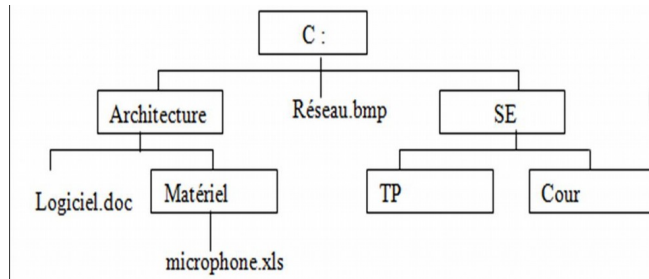 C :
Architecture
Réseau.bmp
SE
Logiciel.doc
Matériel
TP
Cour
microphone.xls